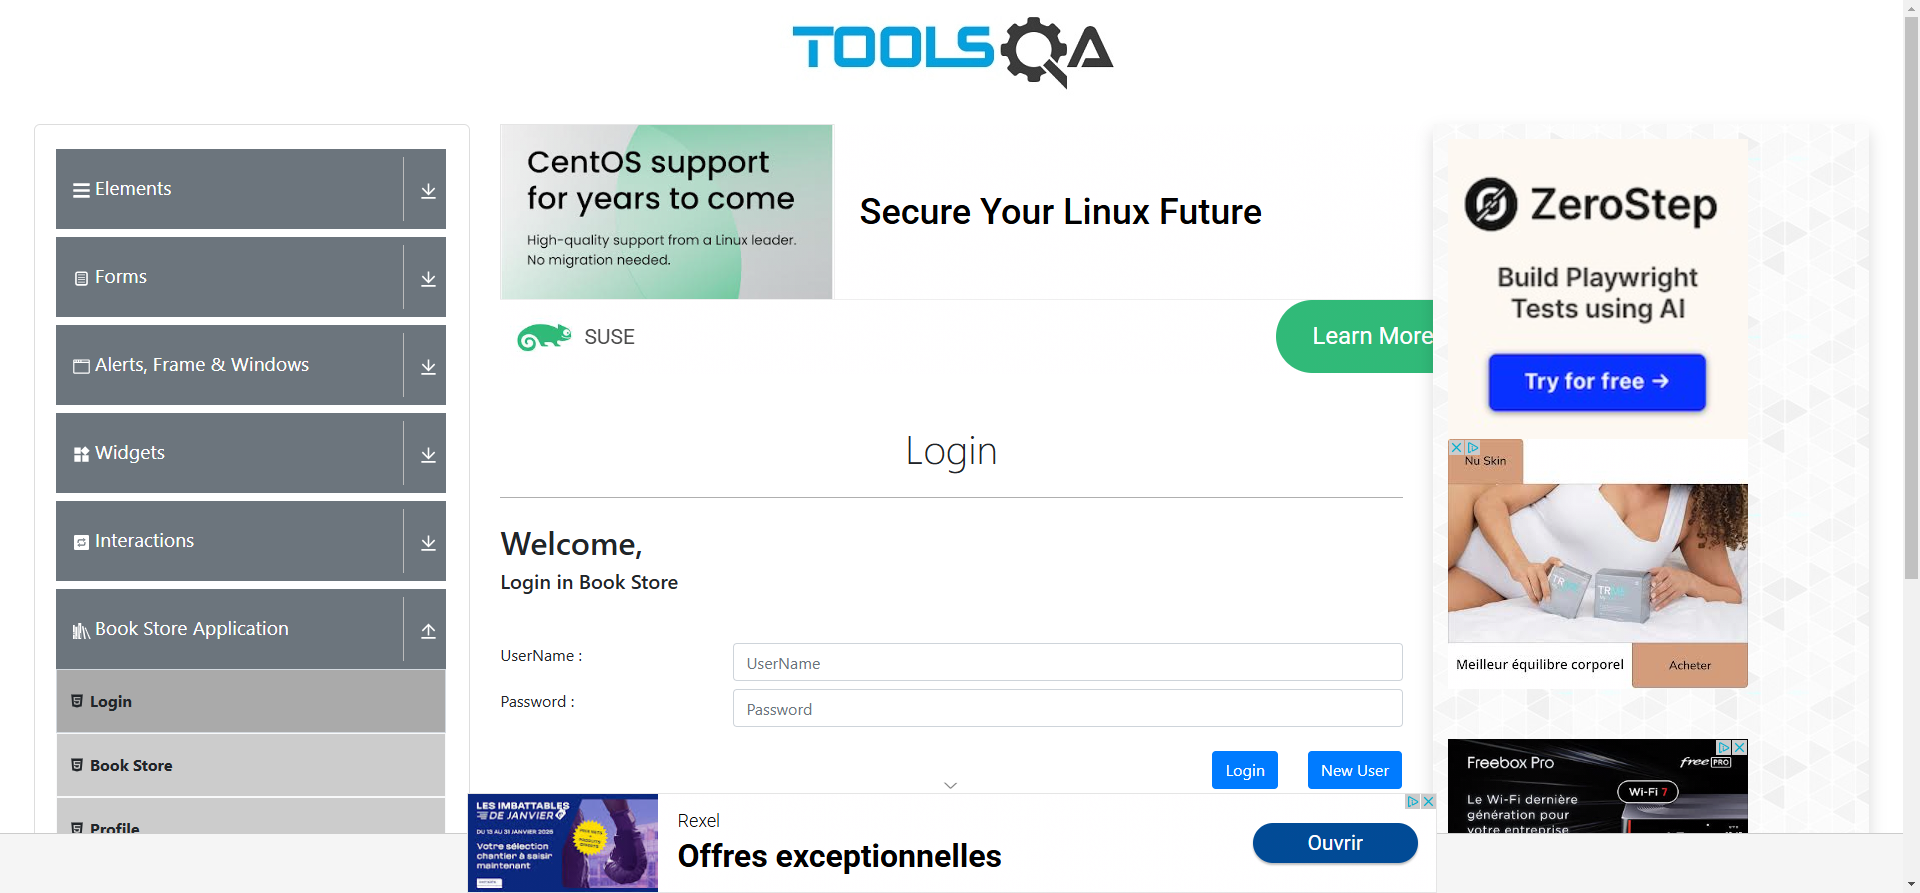 TOOLSQA
Elements
Forms
Alerts, Frame & Windows
Widgets
Interactions
Book Store Application
Login
Book Store
Profile
CentOS support
for years to come
High-quality support from a Linux leader.
No migration needed.
Secure Your Linux Future
SUSE
Learn More
Login
Welcome,
Login in Book Store
UserName :
UserName
Password :
Password
Login
New User
LES IMBATTABLES
DE JANVIER
DU 13 AU 31 JANVIER 2025
Votre sélection
chantier à saisir
maintenant
Rexel
Offres exceptionnelles
Ouvrir
ZeroStep
Build Playwright
Tests using AI
Try for free →
Nu Skin
Meilleur équilibre corporel
Acheter
Freebox Pro
free PRO
Wi-Fi 7
Le Wi-Fi dernière
génération pour
votre entreprise